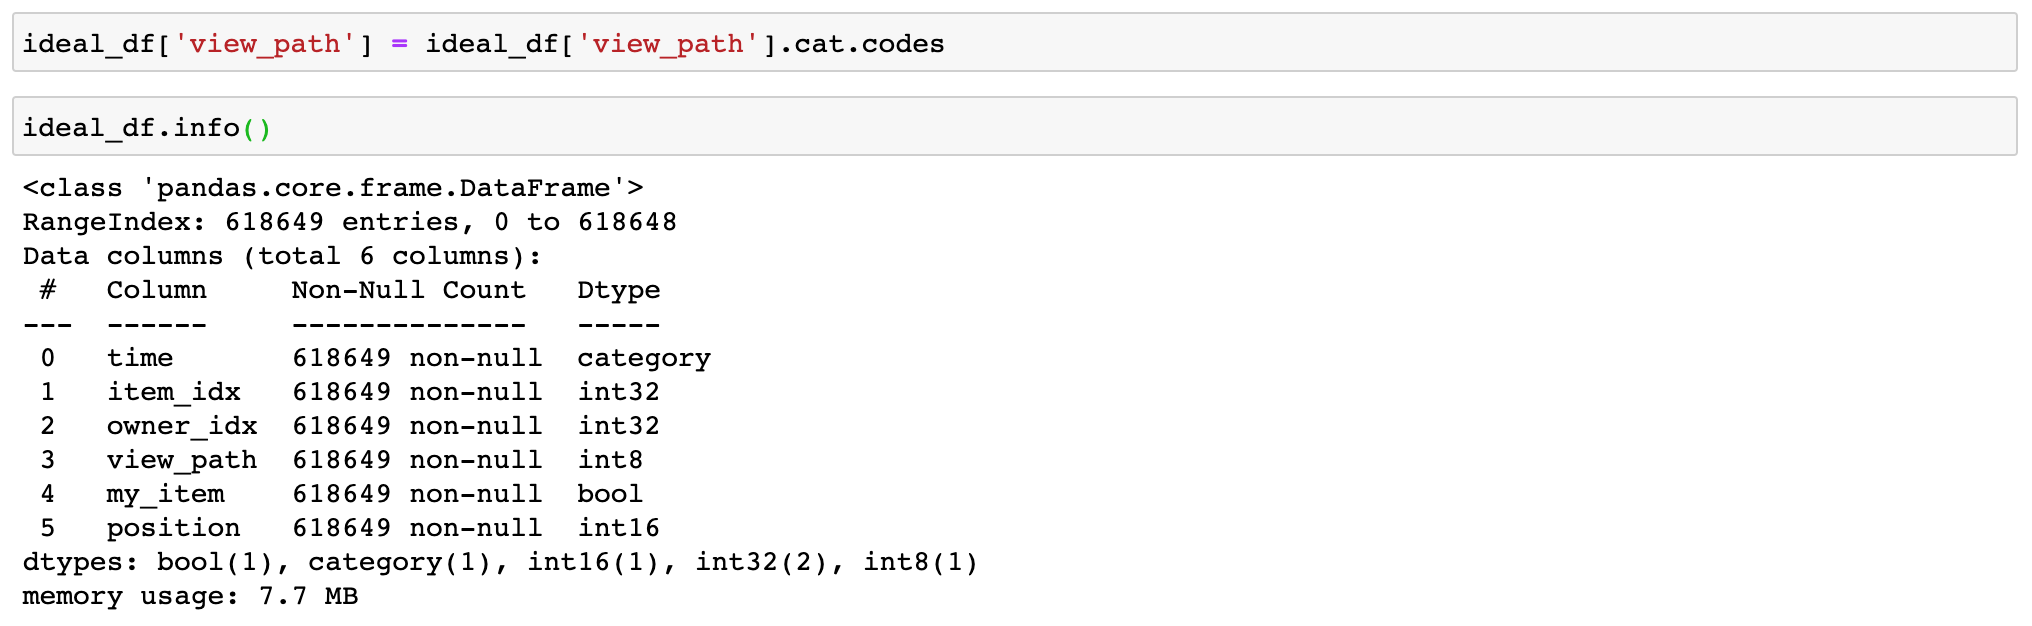 ideal_df['view_path'] = ideal_df['view_path'].cat.codes
ideal_df.info()
<class 'pandas.core.frame.DataFrame'>
RangeIndex: 618649 entries, 0 to 618648
Data columns (total 6 columns):
 #   Column     Non-Null Count   Dtype
---  ------     --------------   -----
 0   time       618649 non-null  category
 1   item_idx   618649 non-null  int32
 2   owner_idx  618649 non-null  int32
 3   view_path  618649 non-null  int8
 4   my_item    618649 non-null  bool
 5   position   618649 non-null  int16
dtypes: bool(1), category(1), int16(1), int32(2), int8(1)
memory usage: 7.7 MB